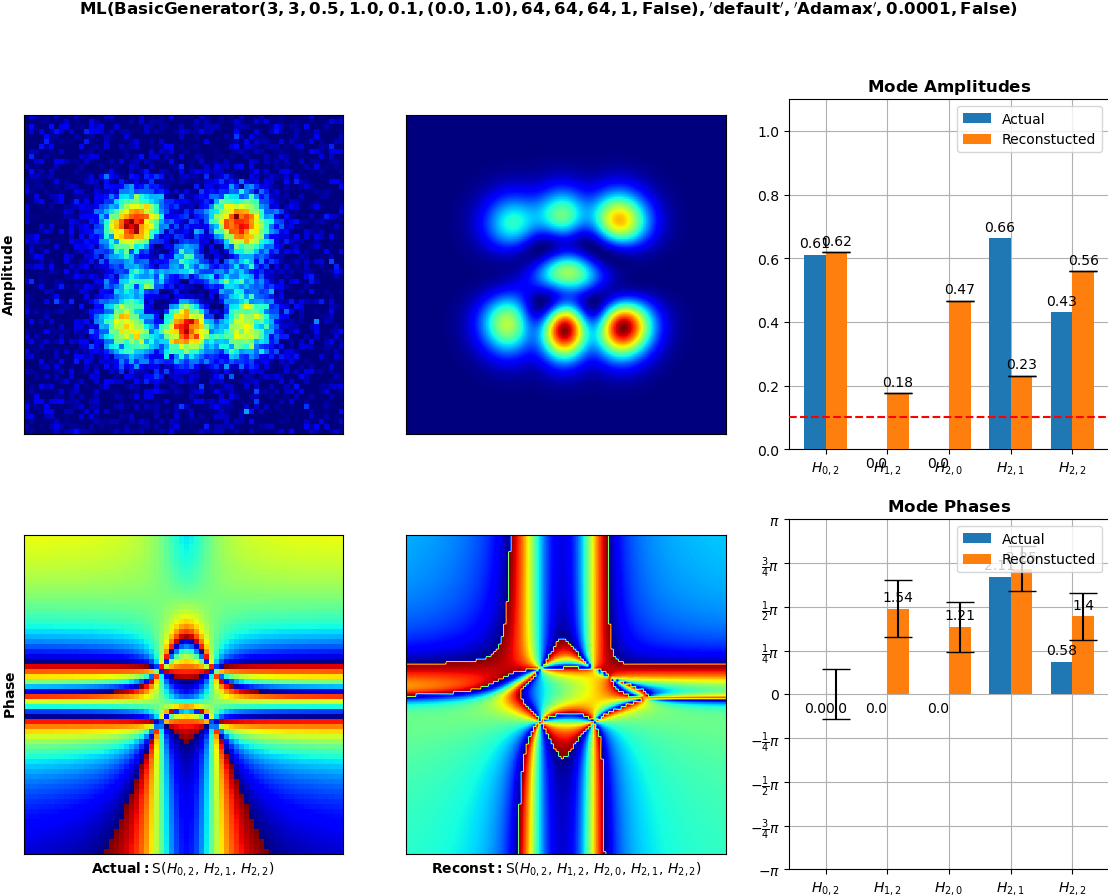 ML(BasicGenerator(3, 3, 0.5, 1.0, 0.1, (0.0, 1.0), 64, 64, 64, 1, False), ′default′, ′Adamax′, 0.0001, False)
Mode Amplitudes
Actual
Reconstucted
1.0
0.8
0.6
0.4
0.2
0.0
0.61
0.62
0.0
0.18
0.0
0.47
0.66
0.23
0.43
0.56
H0,2
H1,2
H2,0
H2,1
H2,2
Amplitude
Mode Phases
Actual
Reconstucted
π
3/4π
1/2π
1/4π
0
−1/4π
−1/2π
−3/4π
−π
0.0
0.0
0.0
1.54
0.0
1.21
0.58
1.4
H0,2
H1,2
H2,0
H2,1
H2,2
Phase
Actual: S(H0,2, H2,1, H2,2)
Reconst: S(H0,2, H1,2, H2,0, H2,1, H2,2)